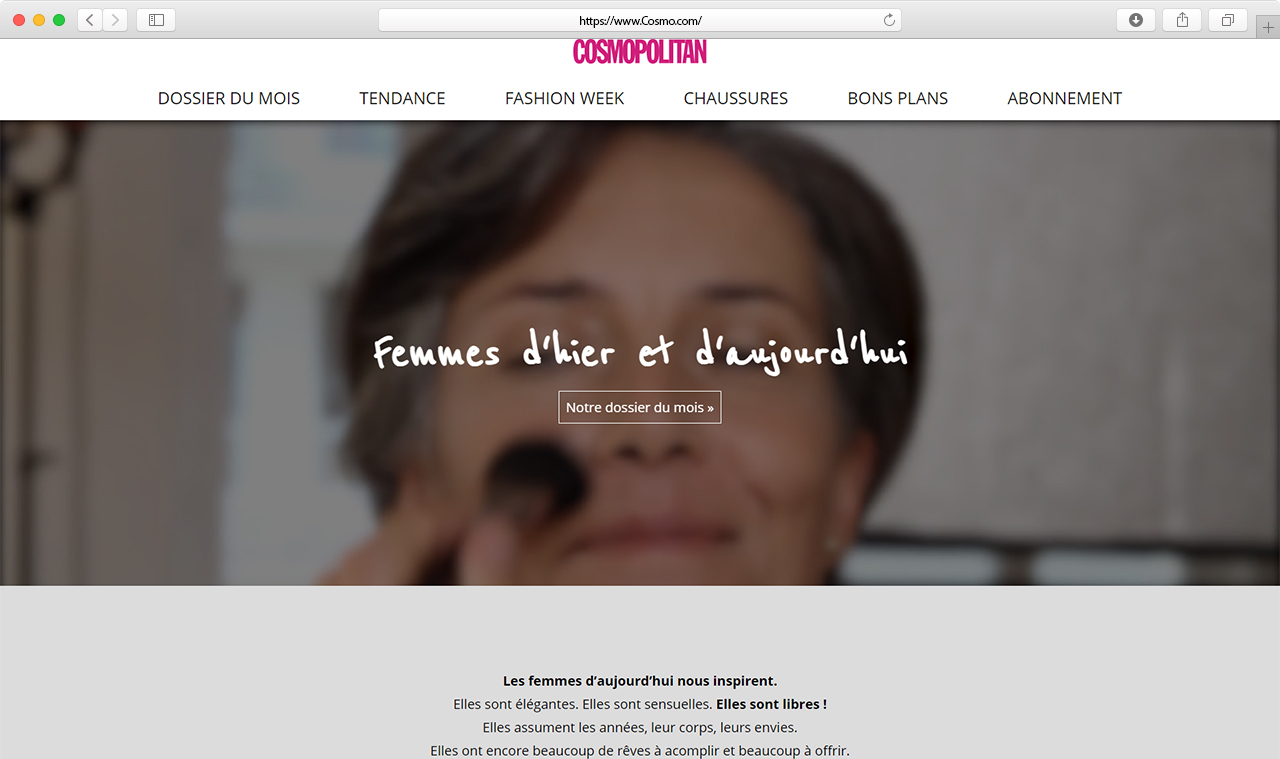 https://www.Cosmo.com/
COSMOPOLITAN
DOSSIER DU MOIS TENDANCE FASHION WEEK CHAUSSURES BONS PLANS ABONNEMENT
Femmes d'hier et d'aujourd'hui
Notre dossier du mois »
Les femmes d’aujourd’hui nous inspirent.
Elles sont élégantes. Elles sont sensuelles. Elles sont libres !
Elles assument les années, leur corps, leurs envies.
Elles ont encore beaucoup de rêves à acomplir et beaucoup à offrir.